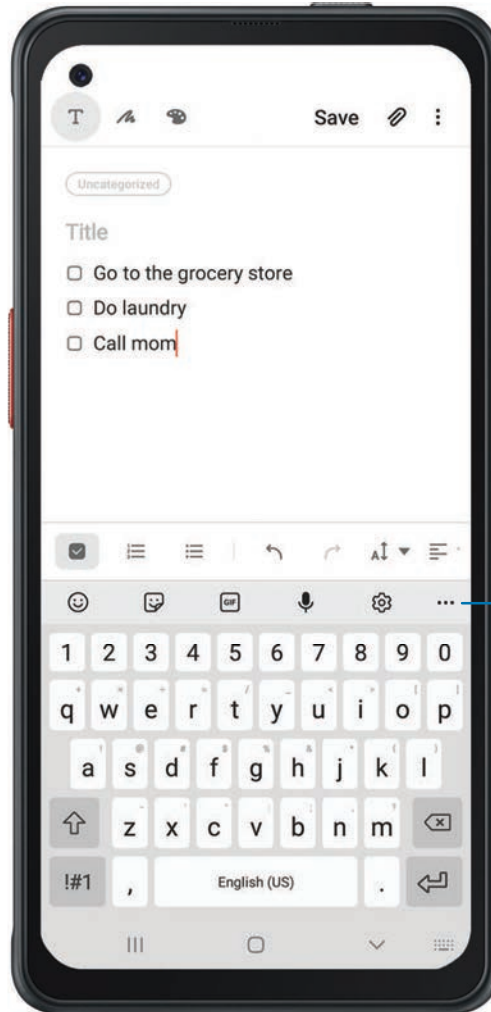 T Save
Uncategorized
Title
Go to the grocery store
Do laundry
Call mom
GIF
1 2 3 4 5 6 7 8 9 0
q w e r t y u i o p
a s d f g h j k l
z x c v b n m
!#1 , English (US) .